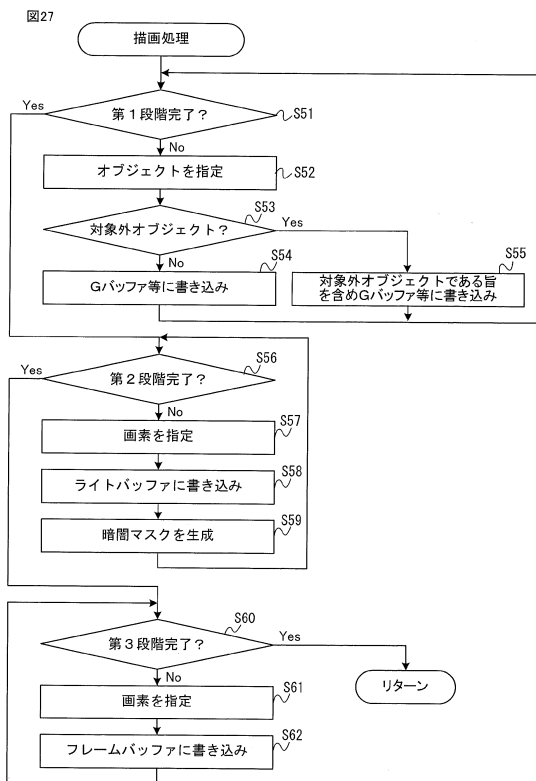 図27
描画処理
第1段階完了?
Yes
S51
No
オブジェクトを指定
S52
対象外オブジェクト?
S53
Yes
No
Gバッファ等に書き込み
S54
対象外オブジェクトである旨
を含めGバッファ等に書き込み
S55
第2段階完了?
Yes
S56
No
画素を指定
S57
ライトバッファに書き込み
S58
暗闇マスクを生成
S59
第3段階完了?
S60
Yes
No
リターン
画素を指定
S61
フレームバッファに書き込み
S62